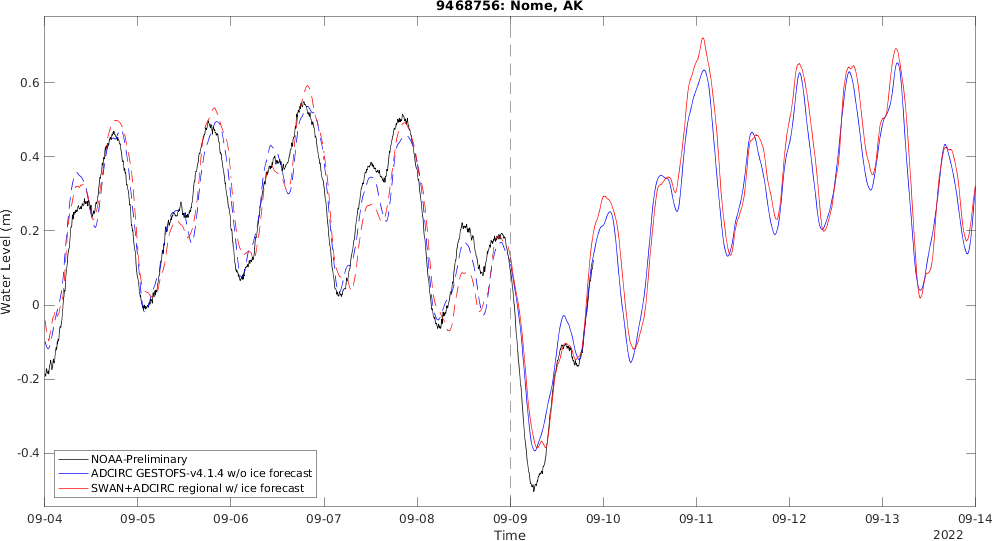 9468756: Nome, AK
Water Level (m)
0.6
0.4
0.2
0
-0.2
-0.4
NOAA-Preliminary
ADCIRC GESTOFS-v4.1.4 w/o ice forecast
SWAN+ADCIRC regional w/ ice forecast
09-04 09-05 09-06 09-07 09-08 09-09 09-10 09-11 09-12 09-13 09-14
Time
2022